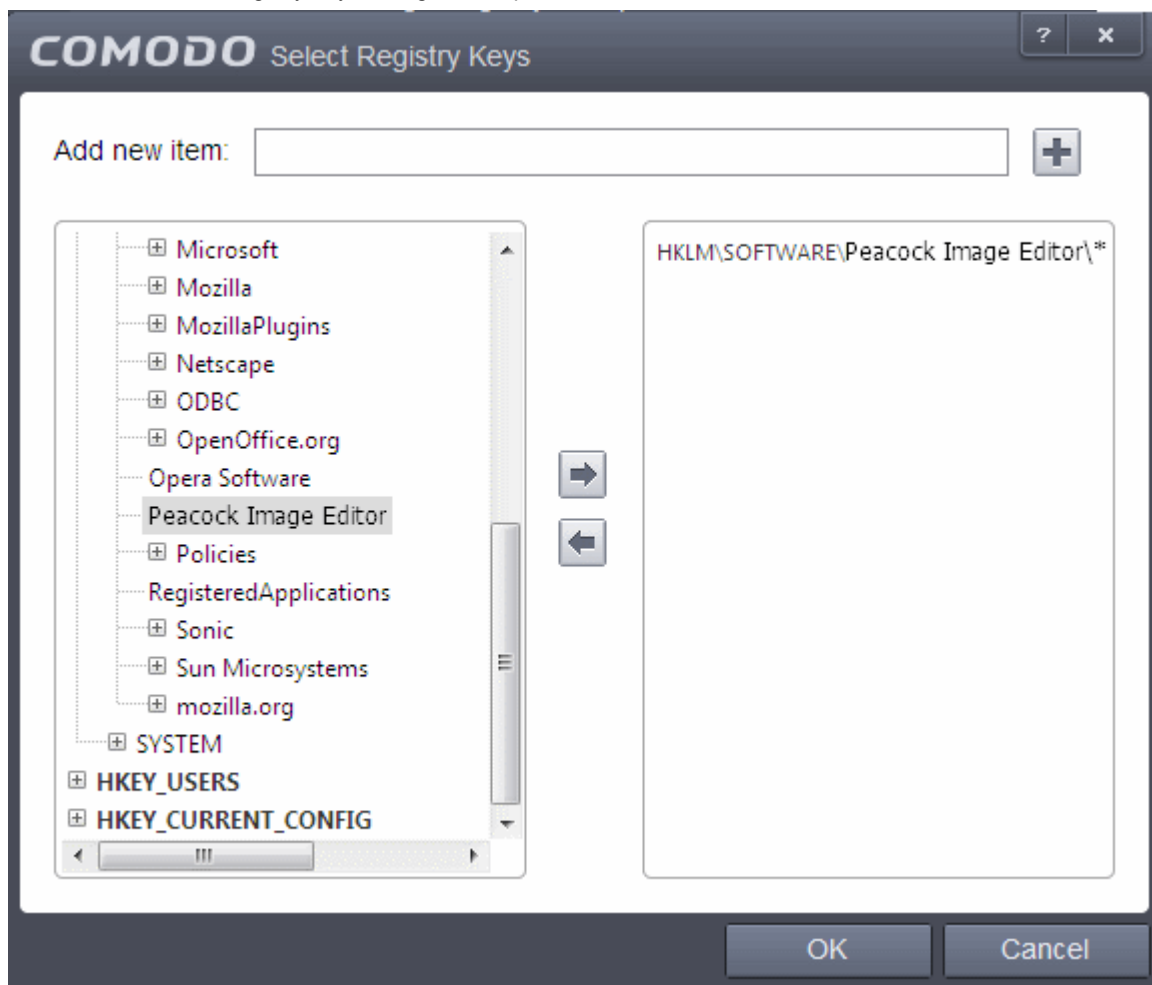 COMODO Select Registry Keys
? x
Add new item:
Microsoft
Mozilla
MozillaPlugins
Netscape
ODBC
OpenOffice.org
Opera Software
Peacock Image Editor
Policies
RegisteredApplications
Sonic
Sun Microsystems
mozilla.org
SYSTEM
HKEY_USERS
HKEY_CURRENT_CONFIG
HKLM\SOFTWARE\Peacock Image Editor\*
OK Cancel